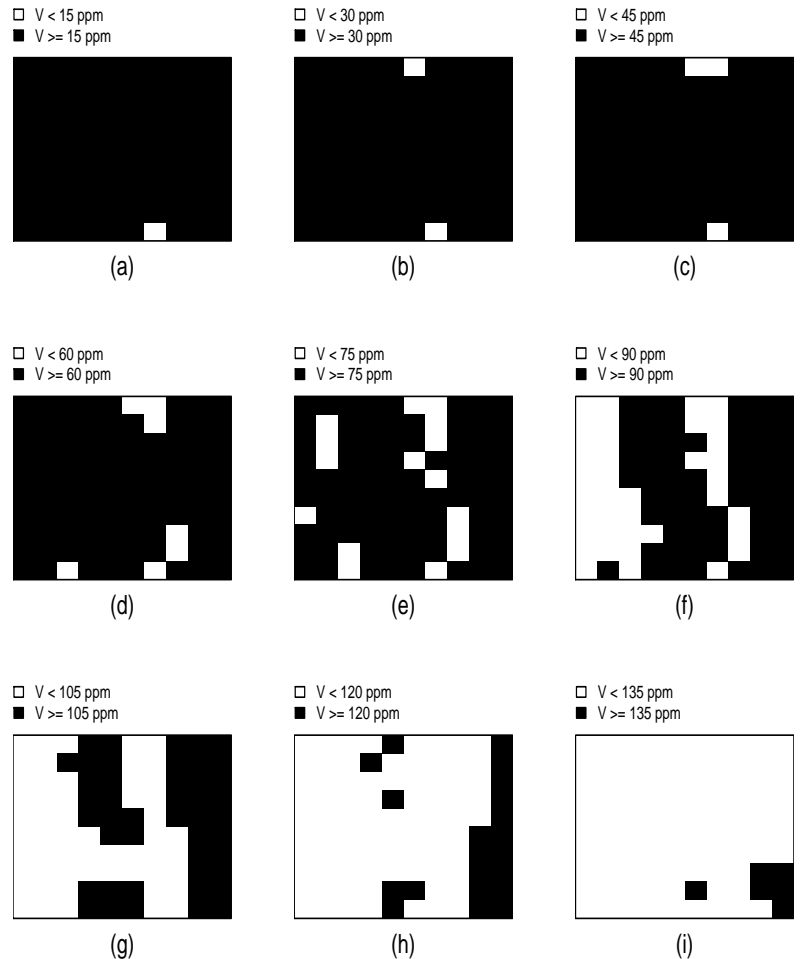 V < 15 ppm
V >= 15 ppm
V < 30 ppm
V >= 30 ppm
V < 45 ppm
V >= 45 ppm
(a)
(b)
(c)
V < 60 ppm
V >= 60 ppm
V < 75 ppm
V >= 75 ppm
V < 90 ppm
V >= 90 ppm
(d)
(e)
(f)
V < 105 ppm
V >= 105 ppm
V < 120 ppm
V >= 120 ppm
V < 135 ppm
V >= 135 ppm
(g)
(h)
(i)